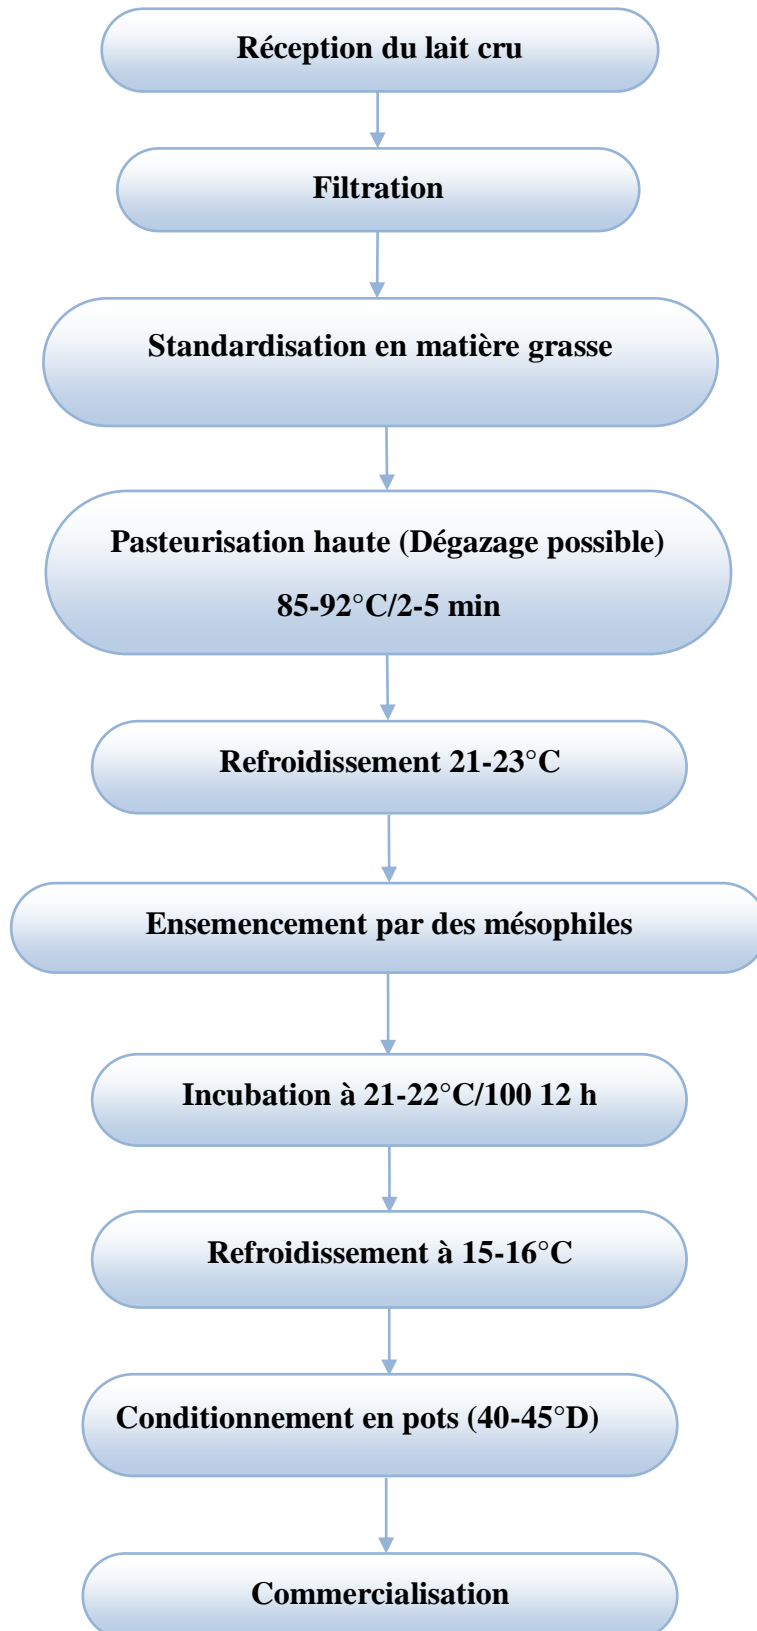 Réception du lait cru
Filtration
Standardisation en matière grasse
Pasteurisation haute (Dégazage possible)
85-92°C/2-5 min
Refroidissement 21-23°C
Ensemencement par des mésophiles
Incubation à 21-22°C/100 12 h
Refroidissement à 15-16°C
Conditionnement en pots (40-45°D)
Commercialisation